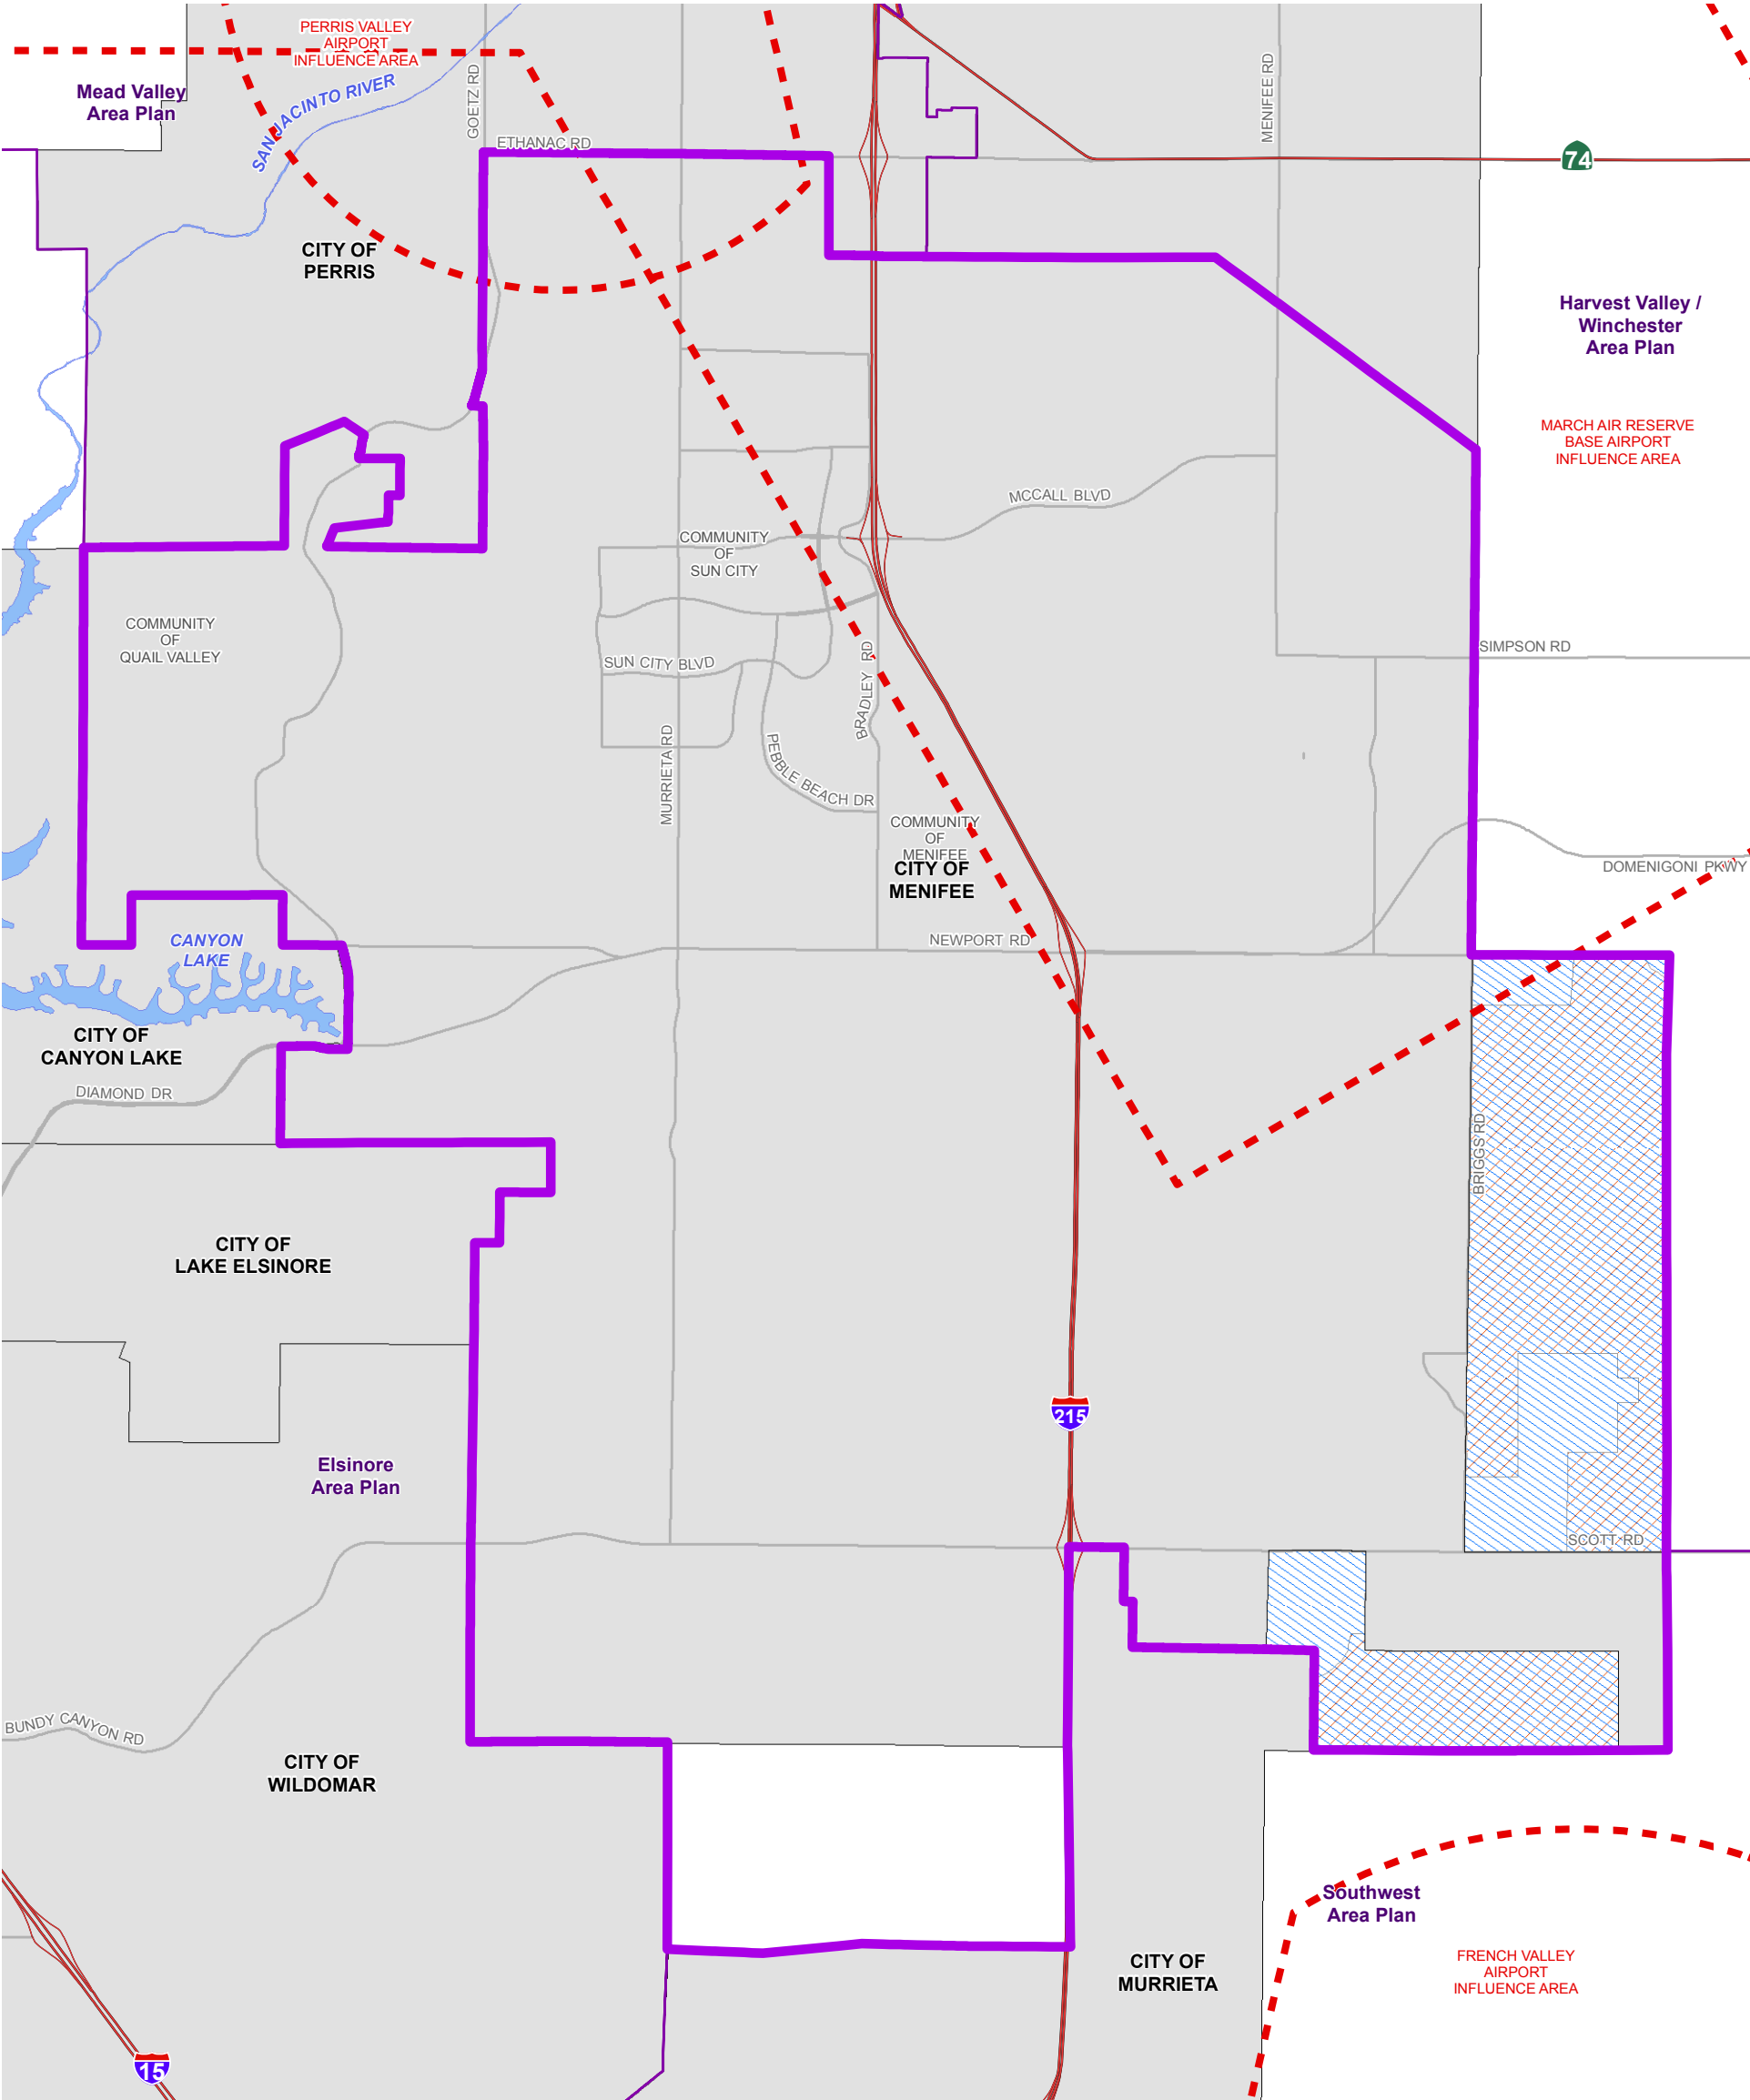 PERRIS VALLEY
AIRPORT
INFLUENCE AREA
Mead Valley
Area Plan
SAN JACINTO RIVER
GOETZ RD
MENIFEE RD
ETHANAC RD
74
CITY OF
PERRIS
Harvest Valley /
Winchester
Area Plan
MARCH AIR RESERVE
BASE AIRPORT
INFLUENCE AREA
MCCALL BLVD
COMMUNITY
OF
SUN CITY
COMMUNITY
OF
QUAIL VALLEY
SIMPSON RD
SUN CITY BLVD
BRADLEY RD
MURRIETA RD
PEBBLE BEACH DR
COMMUNITY
OF
MENIFEE
CITY OF
MENIFEE
DOMENIGONI PKWY
CANYON
LAKE
NEWPORT RD
CITY OF
CANYON LAKE
DIAMOND DR
BRIGGS RD
CITY OF
LAKE ELSINORE
215
Elsinore
Area Plan
SCOTT RD
BUNDY CANYON RD
CITY OF
WILDOMAR
Southwest
Area Plan
CITY OF
MURRIETA
FRENCH VALLEY
AIRPORT
INFLUENCE AREA
15